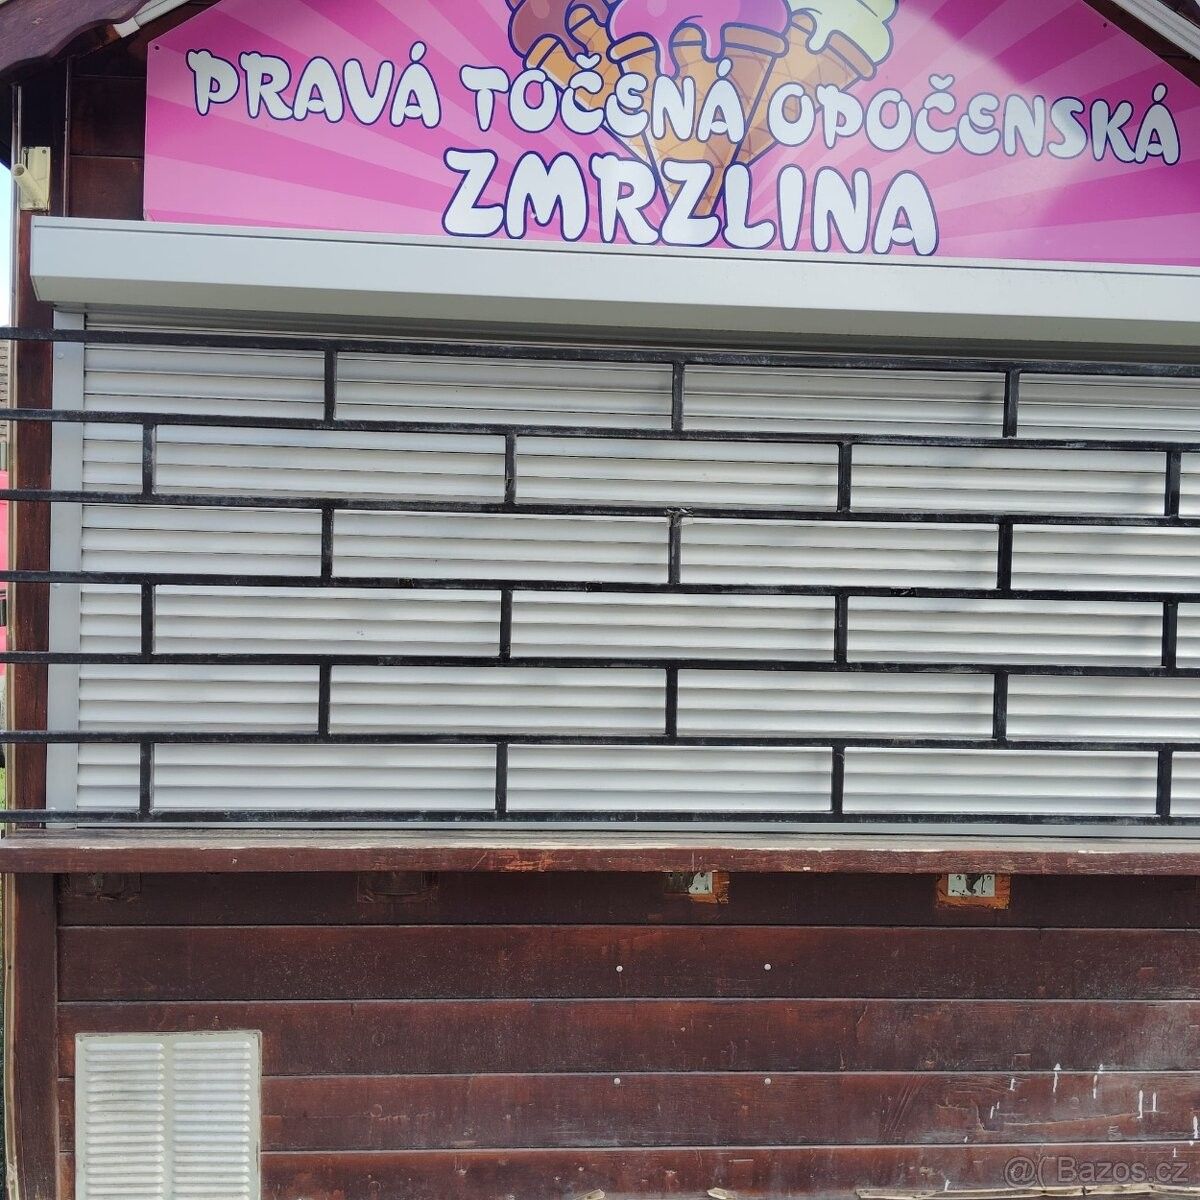 PRAVÁ TOČENÁ OPOČENSKÁ
ZMRZLINA
@( Bazos.cz